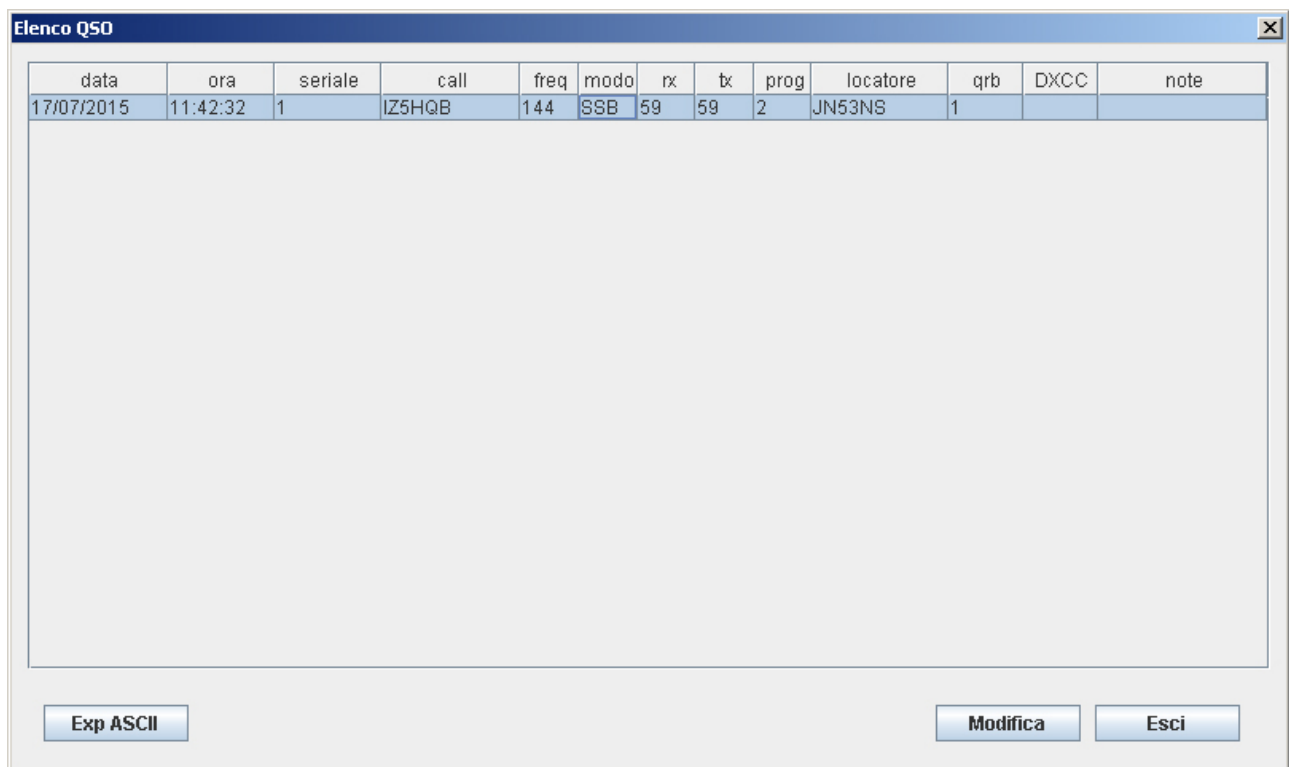 Elenco QSO
data ora seriale call freq modo rx tx prog locatore qrb DXCC note
17/07/2015 11:42:32 1 IZ5HQB 144 SSB 59 59 2 JN53NS 1
Exp ASCII Modifica Esci